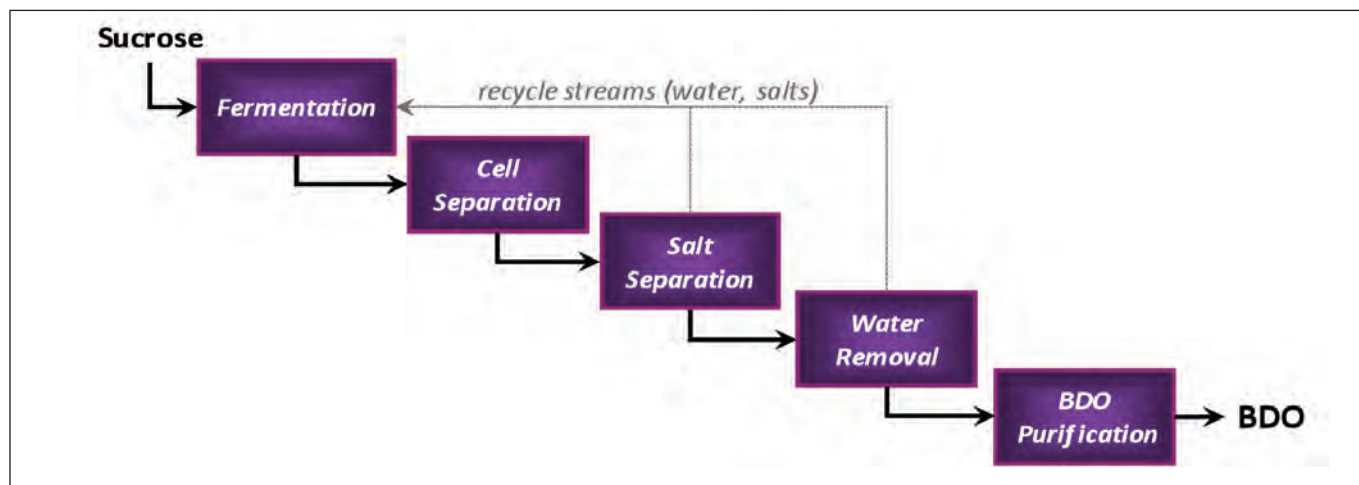 Sucrose
Fermentation
recycle streams (water, salts)
Cell
Separation
Salt
Separation
Water
Removal
BDO
Purification
BDO